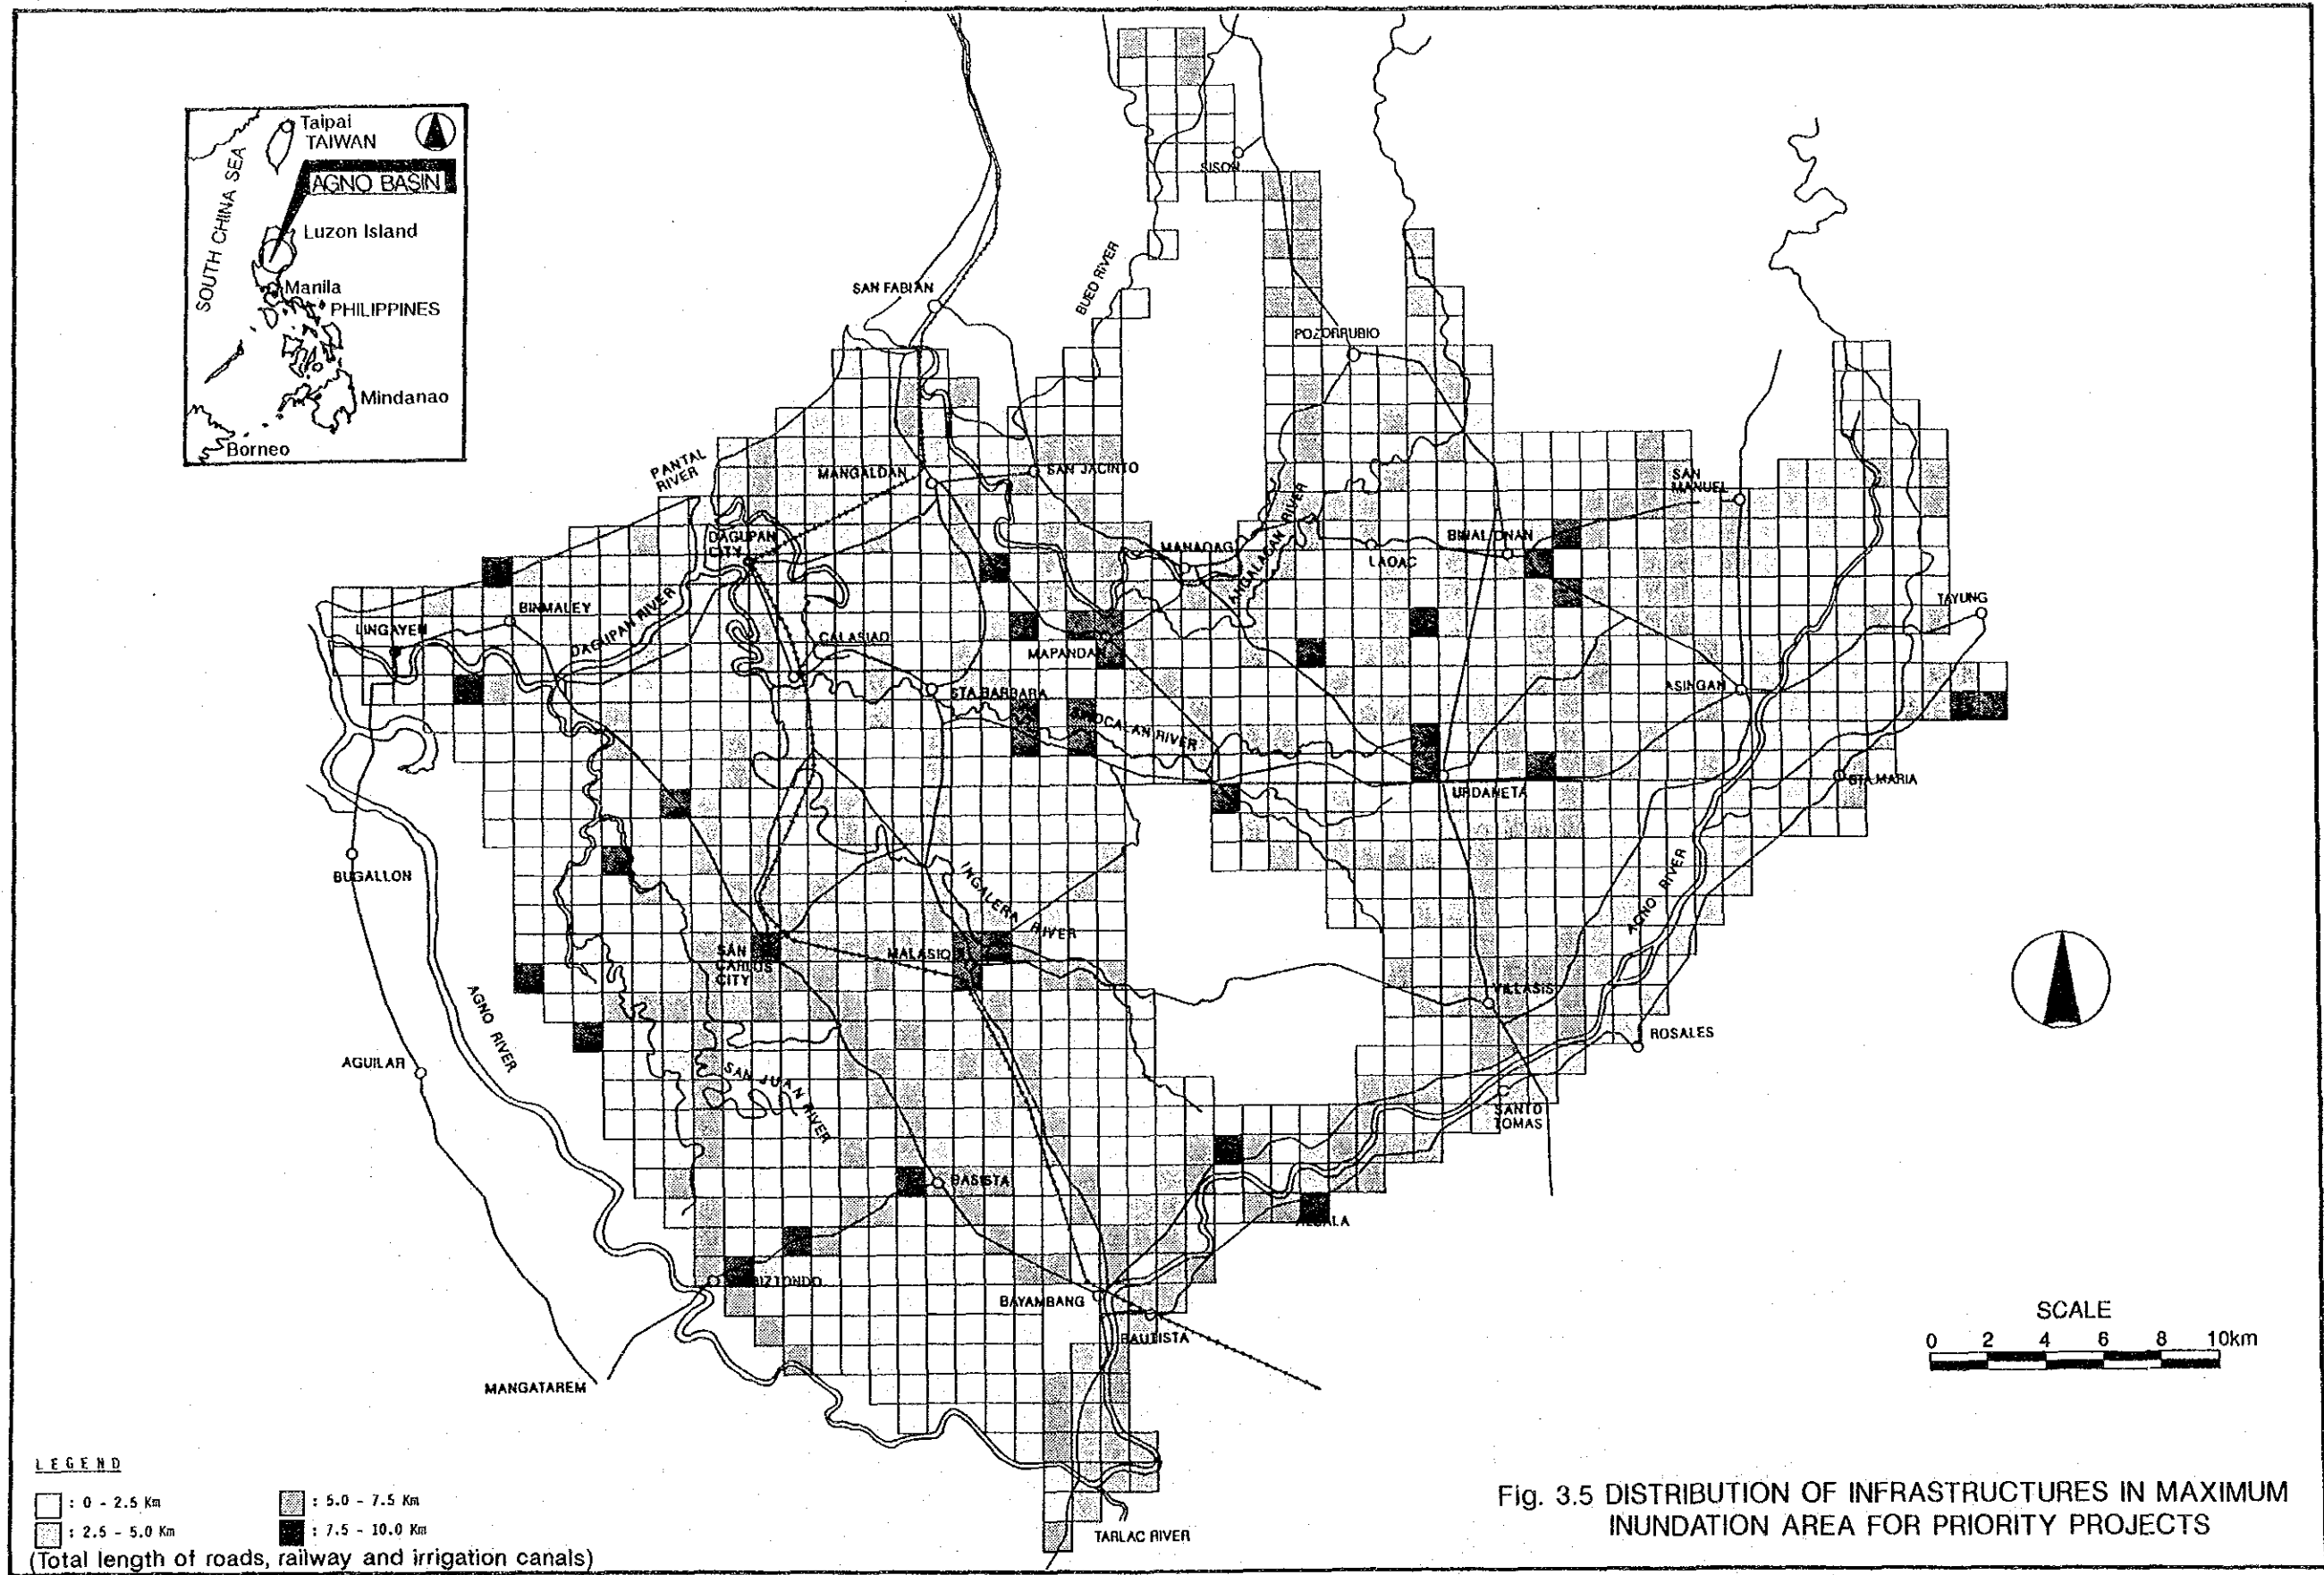 Taipai
TAIWAN
AGNO BASIN
SOUTH CHINA SEA
Luzon Island
Manila
PHILIPPINES
Mindanao
Borneo
SISON
BUED RIVER
SAN FABIAN
POZORRUBIO
PANTAL
RIVER
MANGALDAN
SAN JACINTO
SAN
MANUEL
DAGUPAN
CITY
MANAOAG
ANGALACAN RIVER
BINALONAN
LAOAC
TAYUNG
BINMALEY
LINGAYEN
DAGUPAN RIVER
CALASIAO
MAPANDAN
STA BARBARA
ASINGAN
RIVER
URDANETA
STA MARIA
BUGALLON
INGALERA
RIVER
AGNO RIVER
SAN
CARLOS
CITY
MALASIQUI
AGNO RIVER
VILLASIS
ROSALES
AGUILAR
SAN JUAN RIVER
SANTO
TOMAS
BASISTA
ALCALA
BAYAMBANG
BAUTISTA
MANGATAREM
TARLAC RIVER
SCALE
0 2 4 6 8 10km
LEGEND
: 0 - 2.5 Km
: 5.0 - 7.5 Km
: 2.5 - 5.0 Km
: 7.5 - 10.0 Km
(Total length of roads, railway and irrigation canals)
Fig. 3.5 DISTRIBUTION OF INFRASTRUCTURES IN MAXIMUM
INUNDATION AREA FOR PRIORITY PROJECTS